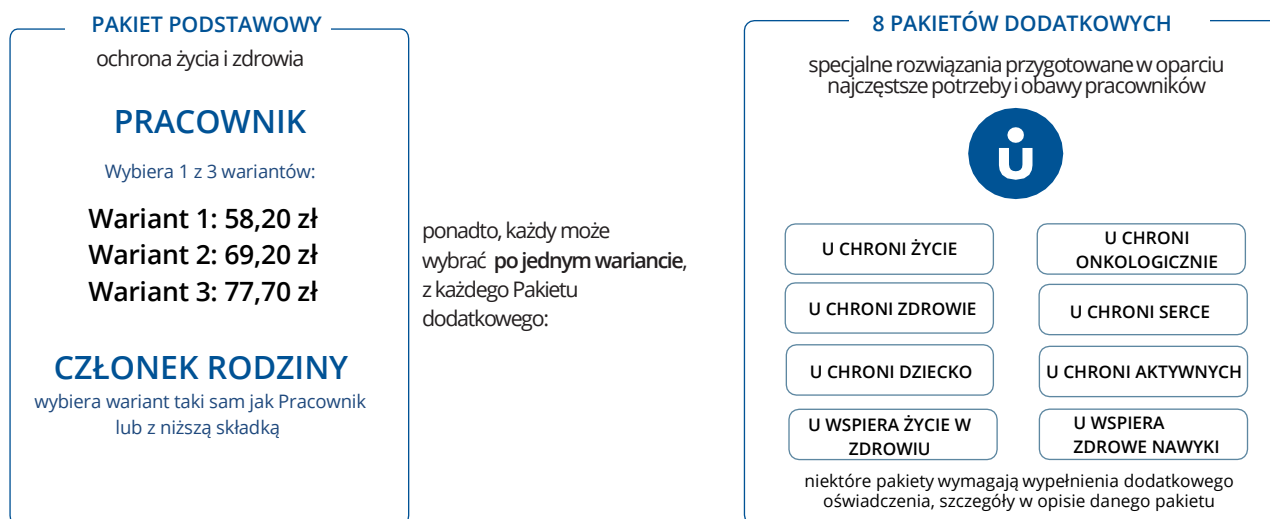 PAKIET PODSTAWOWY
ochrona życia i zdrowia
PRACOWNIK
Wybiera 1 z 3 wariantów:
Wariant 1: 58,20 zł
Wariant 2: 69,20 zł
Wariant 3: 77,70 zł
CZŁONEK RODZINY
wybiera wariant taki sam jak Pracownik
lub z niższą składką
ponadto, każdy może
wybrać po jednym wariancie,
z każdego Pakietu
dodatkowego:
8 PAKIETÓW DODATKOWYCH
specjalne rozwiązania przygotowane w oparciu
najczęstsze potrzeby i obawy pracowników
u
U CHRONI ŻYCIE
U CHRONI
ONKOLOGICZNIE
U CHRONI ZDROWIE
U CHRONI SERCE
U CHRONI DZIECKO
U CHRONI AKTYWNYCH
U WSPIERA ŻYCIE W
ZDROWIU
U WSPIERA
ZDROWE NAWYKI
niektóre pakiety wymagają wypełnienia dodatkowego
oświadczenia, szczegóły w opisie danego pakietu